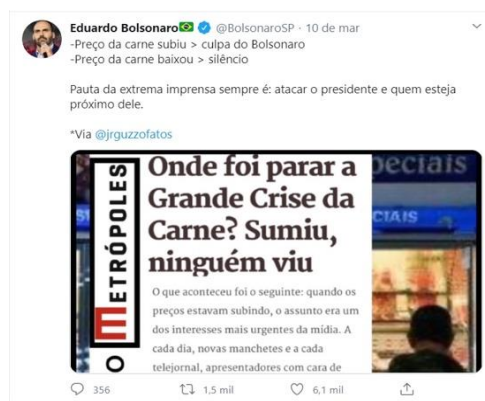 Eduardo Bolsonaro @BolsonaroSP · 10 de mar
-Preço da carne subiu > culpa do Bolsonaro
-Preço da carne baixou > silêncio
Pauta da extrema imprensa sempre é: atacar o presidente e quem esteja
próximo dele.
*Via @jrguzzofatos
O METRÓPOLES
Onde foi parar a
Grande Crise da
Carne? Sumiu,
ninguém viu
O que aconteceu foi o seguinte: quando os
preços estavam subindo, o assunto era um
dos interesses mais urgentes da mídia. A
cada dia, novas manchetes e a cada
telejornal, apresentadores com cara de
peciais
CIAIS
356 1,5 mil 6,1 mil